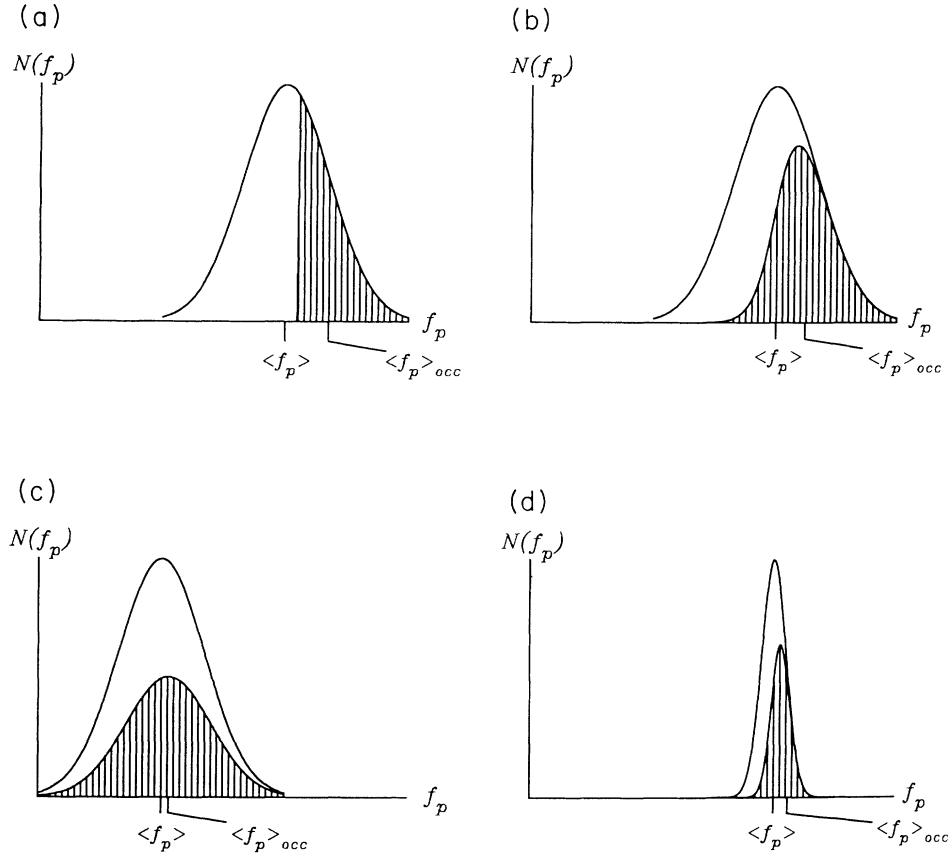 (a)
N(f_p)
f_p
<f_p>
<f_p>_occ
(b)
N(f_p)
f_p
<f_p>
<f_p>_occ
(c)
N(f_p)
f_p
<f_p>
<f_p>_occ
(d)
N(f_p)
f_p
<f_p>
<f_p>_occ